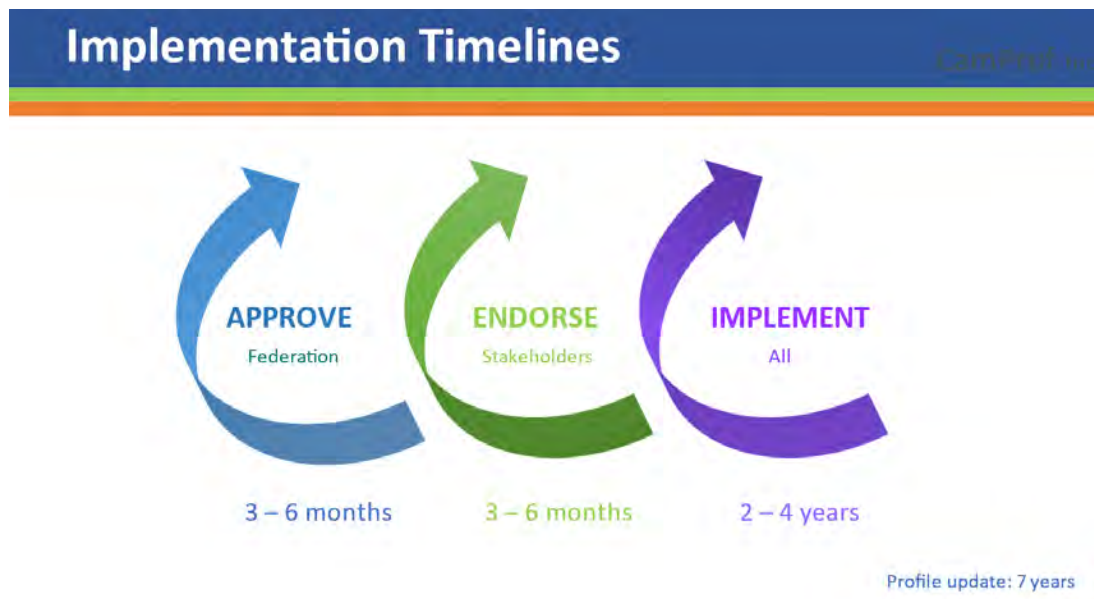 Implementation Timelines
CamProf
APPROVE
Federation
ENDORSE
Stakeholders
IMPLEMENT
All
3 – 6 months
3 – 6 months
2 – 4 years
Profile update: 7 years